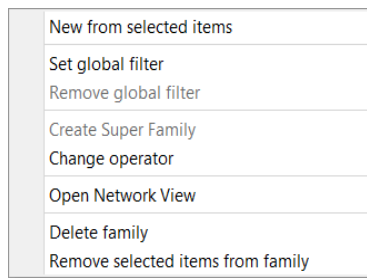 New from selected items
Set global filter
Remove global filter
Create Super Family
Change operator
Open Network View
Delete family
Remove selected items from family